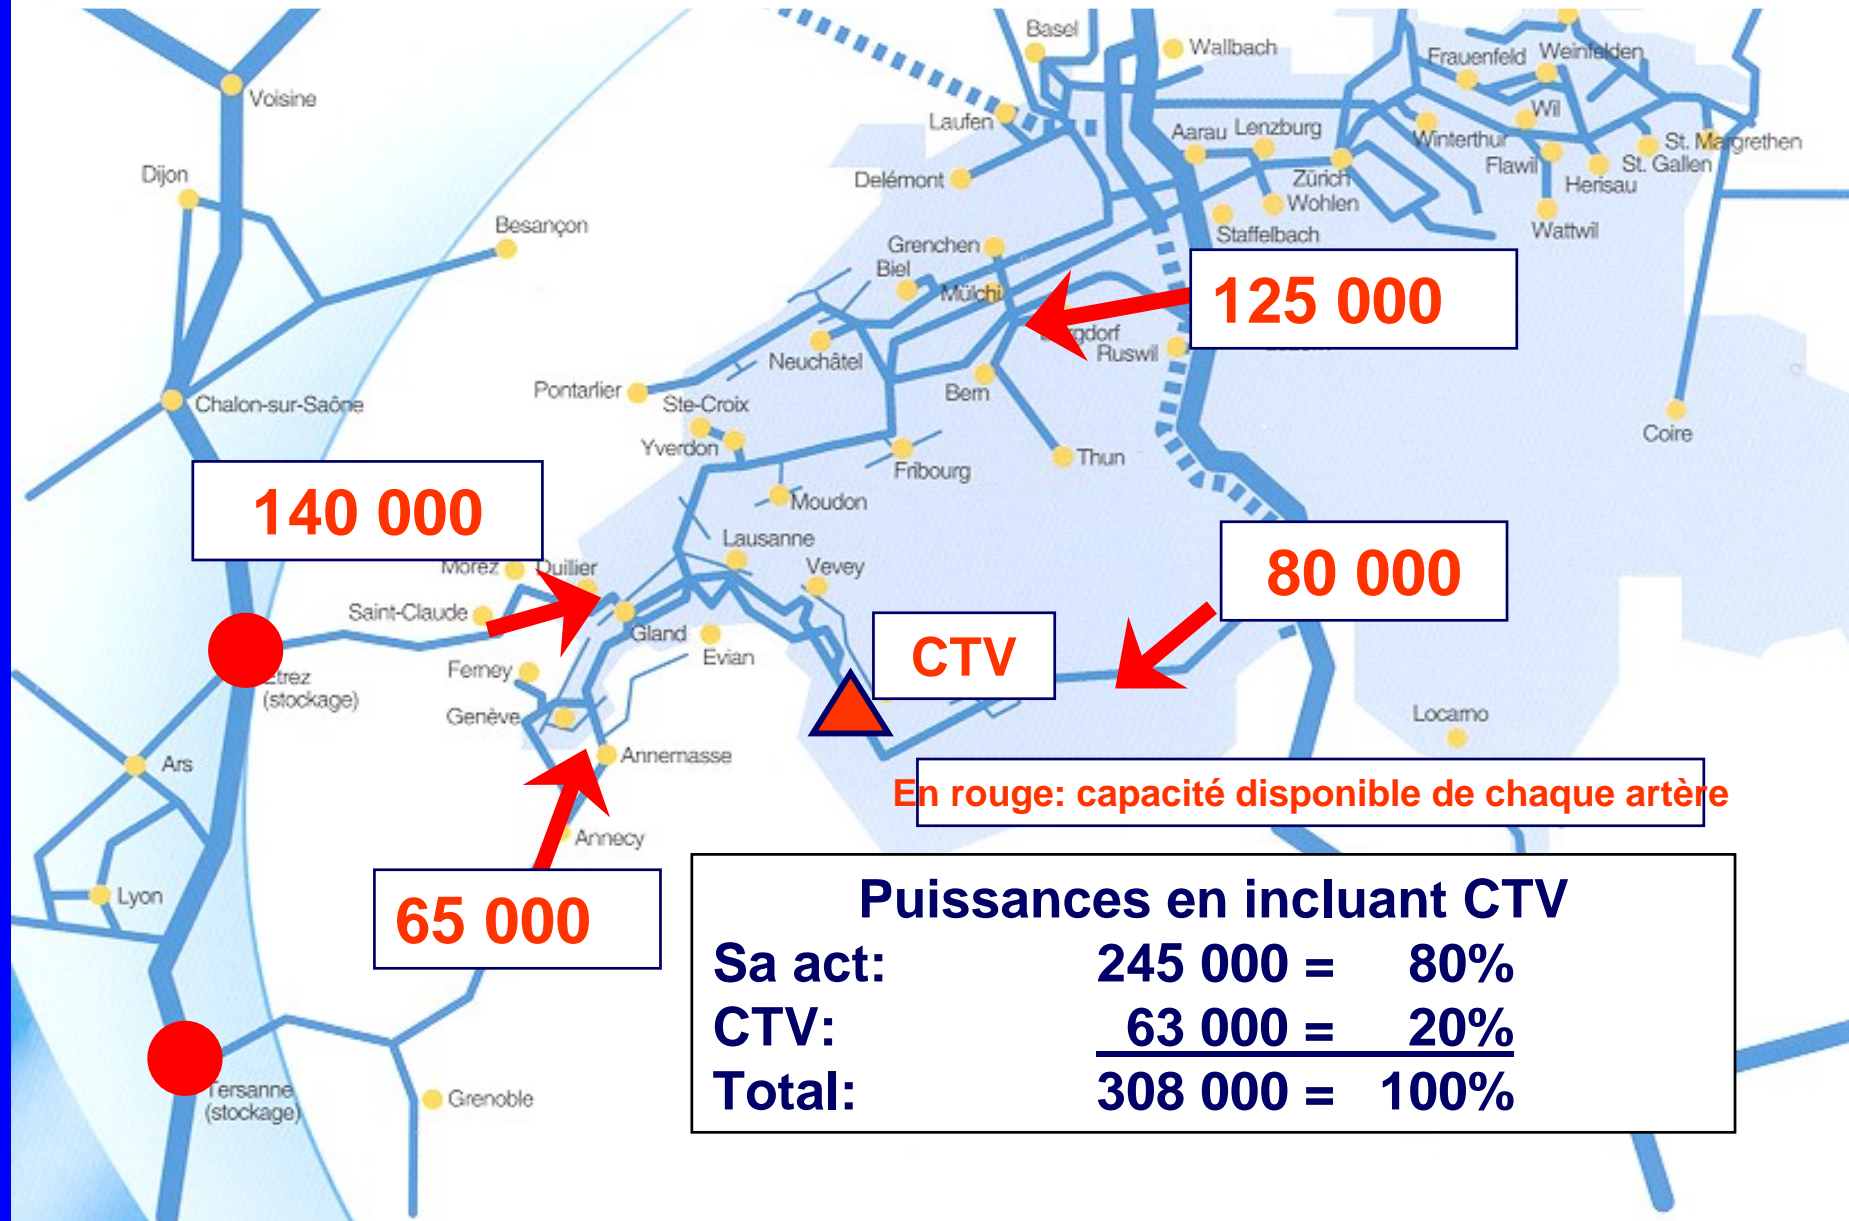 Basel
Wallbach
Frauenfeld
Weinfelden
Voisine
Laufen
Aarau
Lenzburg
Winterthur
Wil
St. Margrethen
Flawil
St. Gallen
Herisau
Dijon
Delémont
Zürich
Wohlen
Besançon
Grenchen
Staffelbach
Wattwil
Biel
Mülchi
125 000
Ruswil
Neuchâtel
Pontarlier
Bern
Chalon-sur-Saône
Ste-Croix
Yverdon
Fribourg
Thun
Coire
140 000
Moudon
Lausanne
80 000
Morez
Duillier
Vevey
Saint-Claude
Gland
Evian
CTV
Ferney
Etrez
(stockage)
Genève
Locarno
Annemasse
Ars
En rouge: capacité disponible de chaque artère
Annecy
Lyon
65 000
Puissances en incluant CTV
Sa act: 245 000 = 80%
CTV: 63 000 = 20%
Total: 308 000 = 100%
Tersanne
(stockage)
Grenoble